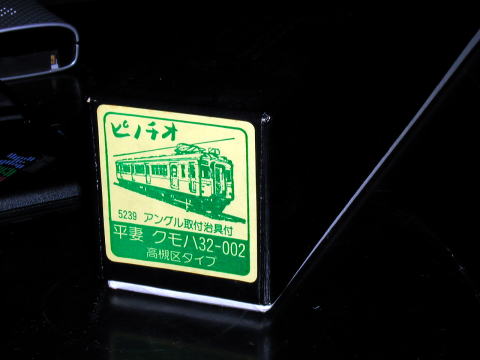 ピノチオ
5239 アングル取付治具付
平妻 クモハ32-002
高槻区タイプ